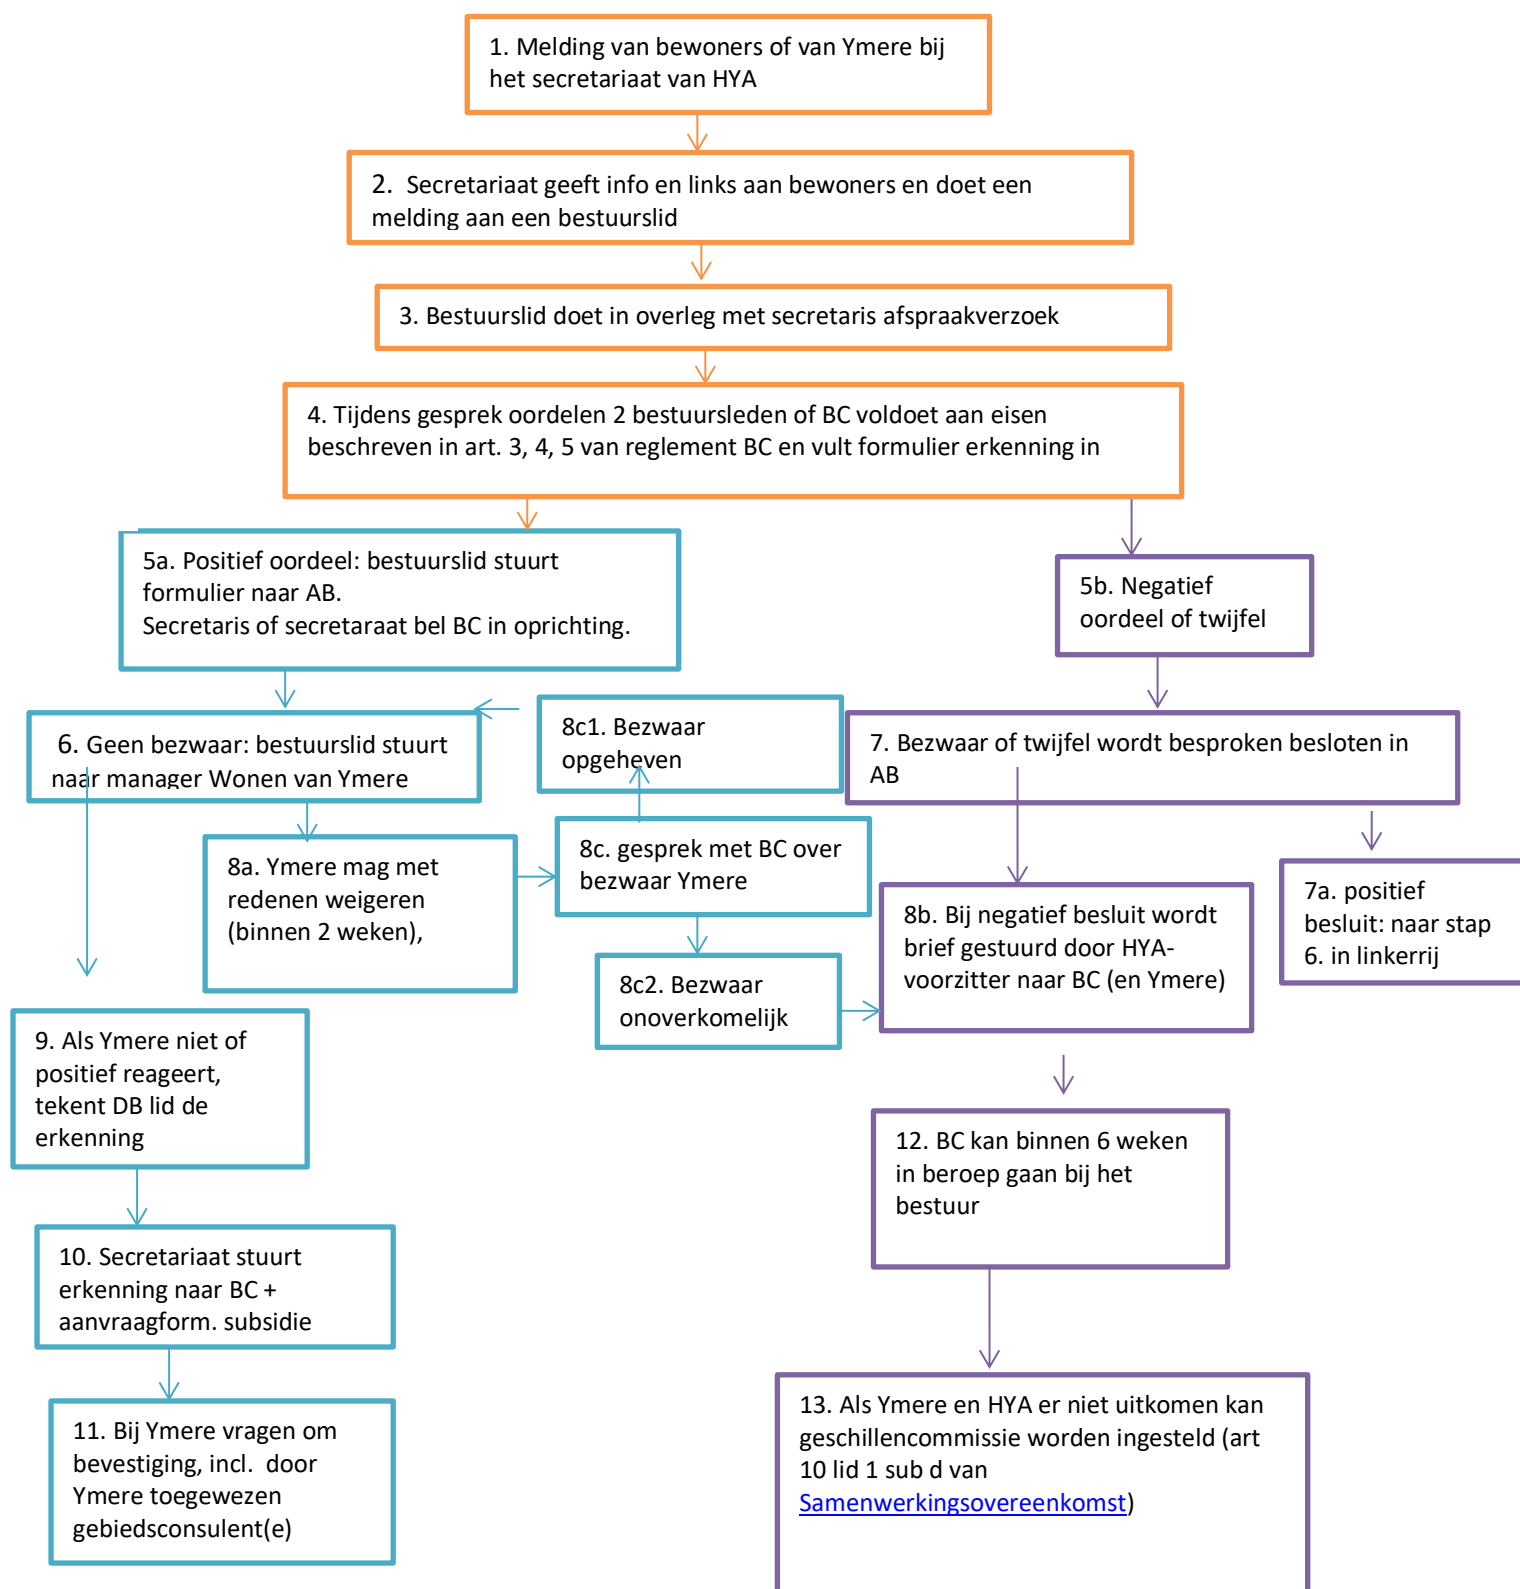 1. Melding van bewoners of van Ymere bij
het secretariaat van HYA
2. Secretariaat geeft info en links aan bewoners en doet een
melding aan een bestuurslid
3. Bestuurslid doet in overleg met secretaris afspraakverzoek
4. Tijdens gesprek oordelen 2 bestuursleden of BC voldoet aan eisen
beschreven in art. 3, 4, 5 van reglement BC en vult formulier erkenning in
5a. Positief oordeel: bestuurslid stuurt
formulier naar AB.
Secretaris of secretaraat bel BC in oprichting.
5b. Negatief
oordeel of twijfel
6. Geen bezwaar: bestuurslid stuurt
naar manager Wonen van Ymere
8c1. Bezwaar
opgeheven
7. Bezwaar of twijfel wordt besproken besloten in
AB
8a. Ymere mag met
redenen weigeren
(binnen 2 weken),
8c. gesprek met BC over
bezwaar Ymere
8b. Bij negatief besluit wordt
brief gestuurd door HYA-
voorzitter naar BC (en Ymere)
7a. positief
besluit: naar stap
6. in linkerrij
8c2. Bezwaar
onoverkomelijk
9. Als Ymere niet of
positief reageert,
tekent DB lid de
erkenning
12. BC kan binnen 6 weken
in beroep gaan bij het
bestuur
10. Secretariaat stuurt
erkenning naar BC +
aanvraagform. subsidie
11. Bij Ymere vragen om
bevestiging, incl. door
Ymere toegewezen
gebiedsconsulent(e)
13. Als Ymere en HYA er niet uitkomen kan
geschillencommissie worden ingesteld (art
10 lid 1 sub d van
Samenwerkingsovereenkomst)